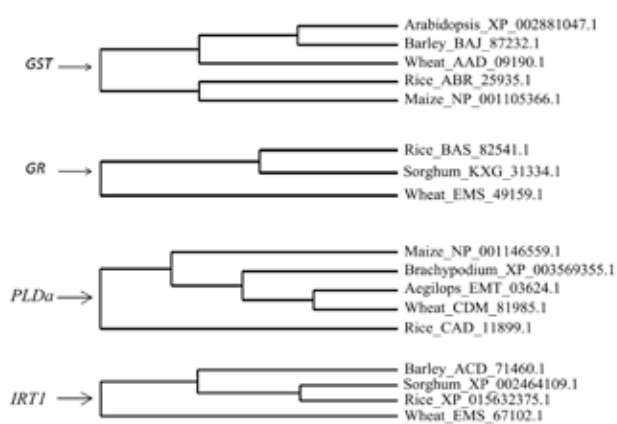 GST
Arabidopsis_XP_002881047.1
Barley_BAJ_87232.1
Wheat_AAD_09190.1
Rice_ABR_25935.1
Maize_NP_001105366.1
GR
Rice_BAS_82541.1
Sorghum_KXG_31334.1
Wheat_EMS_49159.1
PLDa
Maize_NP_001146559.1
Brachypodium_XP_003569355.1
Aegilops_EMT_03624.1
Wheat_CDM_81985.1
Rice_CAD_11899.1
IRT1
Barley_ACD_71460.1
Sorghum_XP_002464109.1
Rice_XP_015632375.1
Wheat_EMS_67102.1